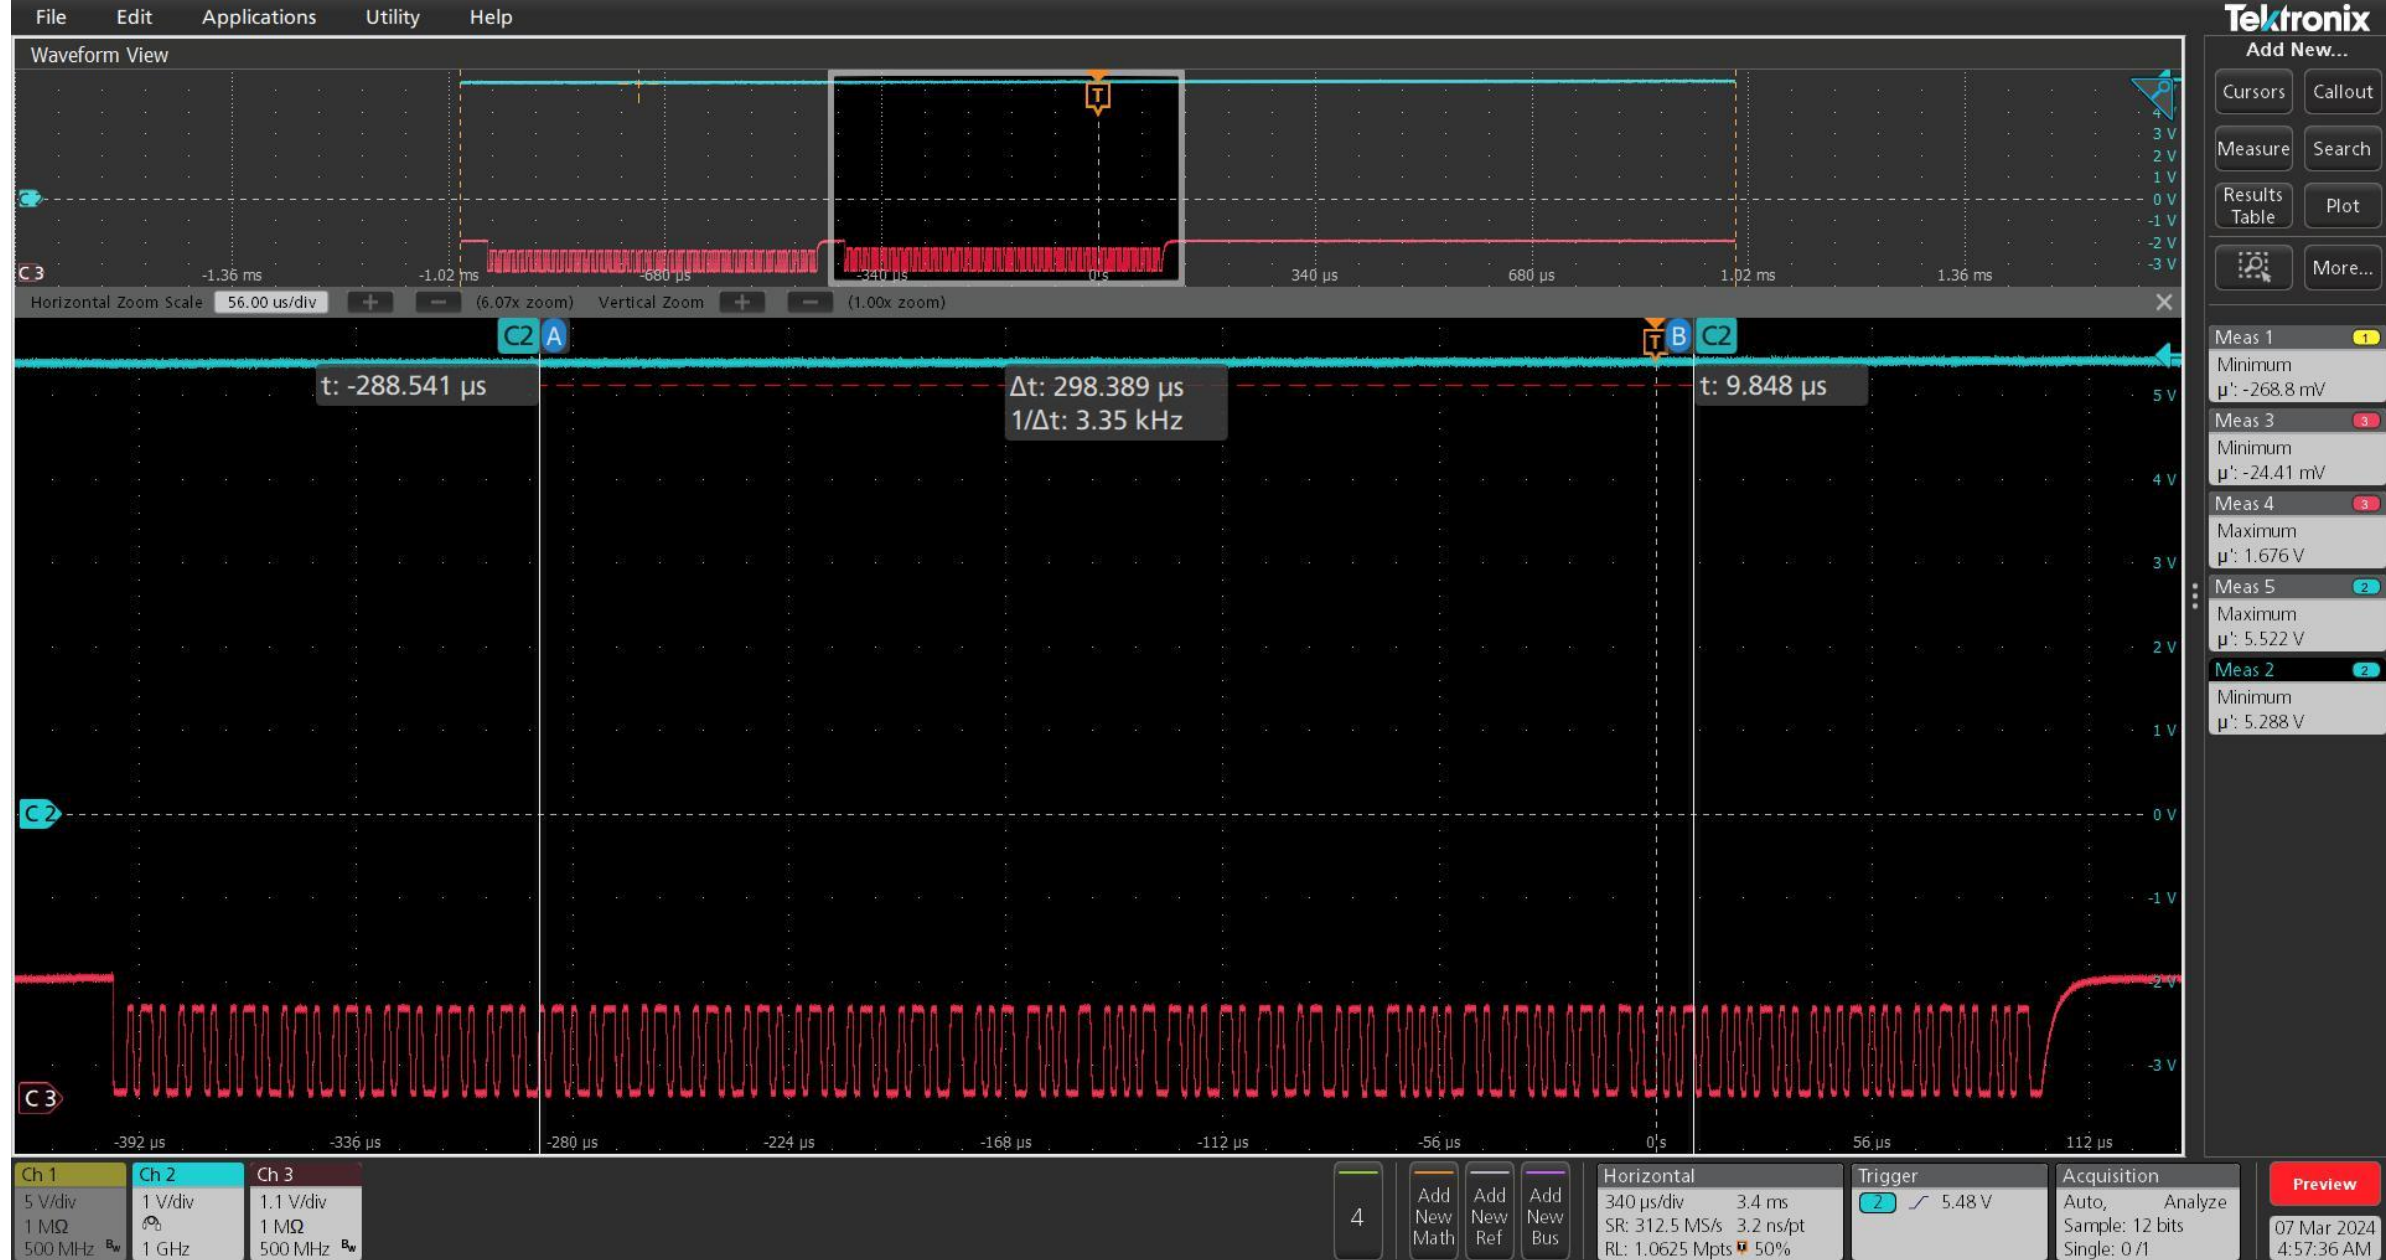 File Edit Applications Utility Help
Tektronix
Waveform View
Add New...
Cursors Callout
Measure Search
Results Table Plot
More...
T
3 V
2 V
1 V
0 V
-1 V
-2 V
-3 V
C 3
-1.36 ms -1.02 ms -680 µs -340 µs 0 s 340 µs 680 µs 1.02 ms 1.36 ms
Horizontal Zoom Scale 56.00 us/div + - (6.07x zoom) Vertical Zoom + - (1.00x zoom)
C2 A T B C2
t: -288.541 µs
Δt: 298.389 µs
1/Δt: 3.35 kHz
t: 9.848 µs
5 V
4 V
3 V
2 V
1 V
C 2
0 V
-1 V
-2 V
-3 V
C 3
-392 µs -336 µs -280 µs -224 µs -168 µs -112 µs -56 µs 0 s 56 µs 112 µs
Meas 1 1
Minimum
µ': -268.8 mV
Meas 3 3
Minimum
µ': -24.41 mV
Meas 4 3
Maximum
µ': 1.676 V
Meas 5 2
Maximum
µ': 5.522 V
Meas 2 2
Minimum
µ': 5.288 V
Ch 1
5 V/div
1 MΩ
500 MHz Bw
Ch 2
1 V/div
1 GHz
Ch 3
1.1 V/div
1 MΩ
500 MHz Bw
4
Add New Math
Add New Ref
Add New Bus
Horizontal
340 µs/div 3.4 ms
SR: 312.5 MS/s 3.2 ns/pt
RL: 1.0625 Mpts 50%
Trigger
2 5.48 V
Acquisition
Auto, Analyze
Sample: 12 bits
Single: 0 /1
Preview
07 Mar 2024
4:57:36 AM